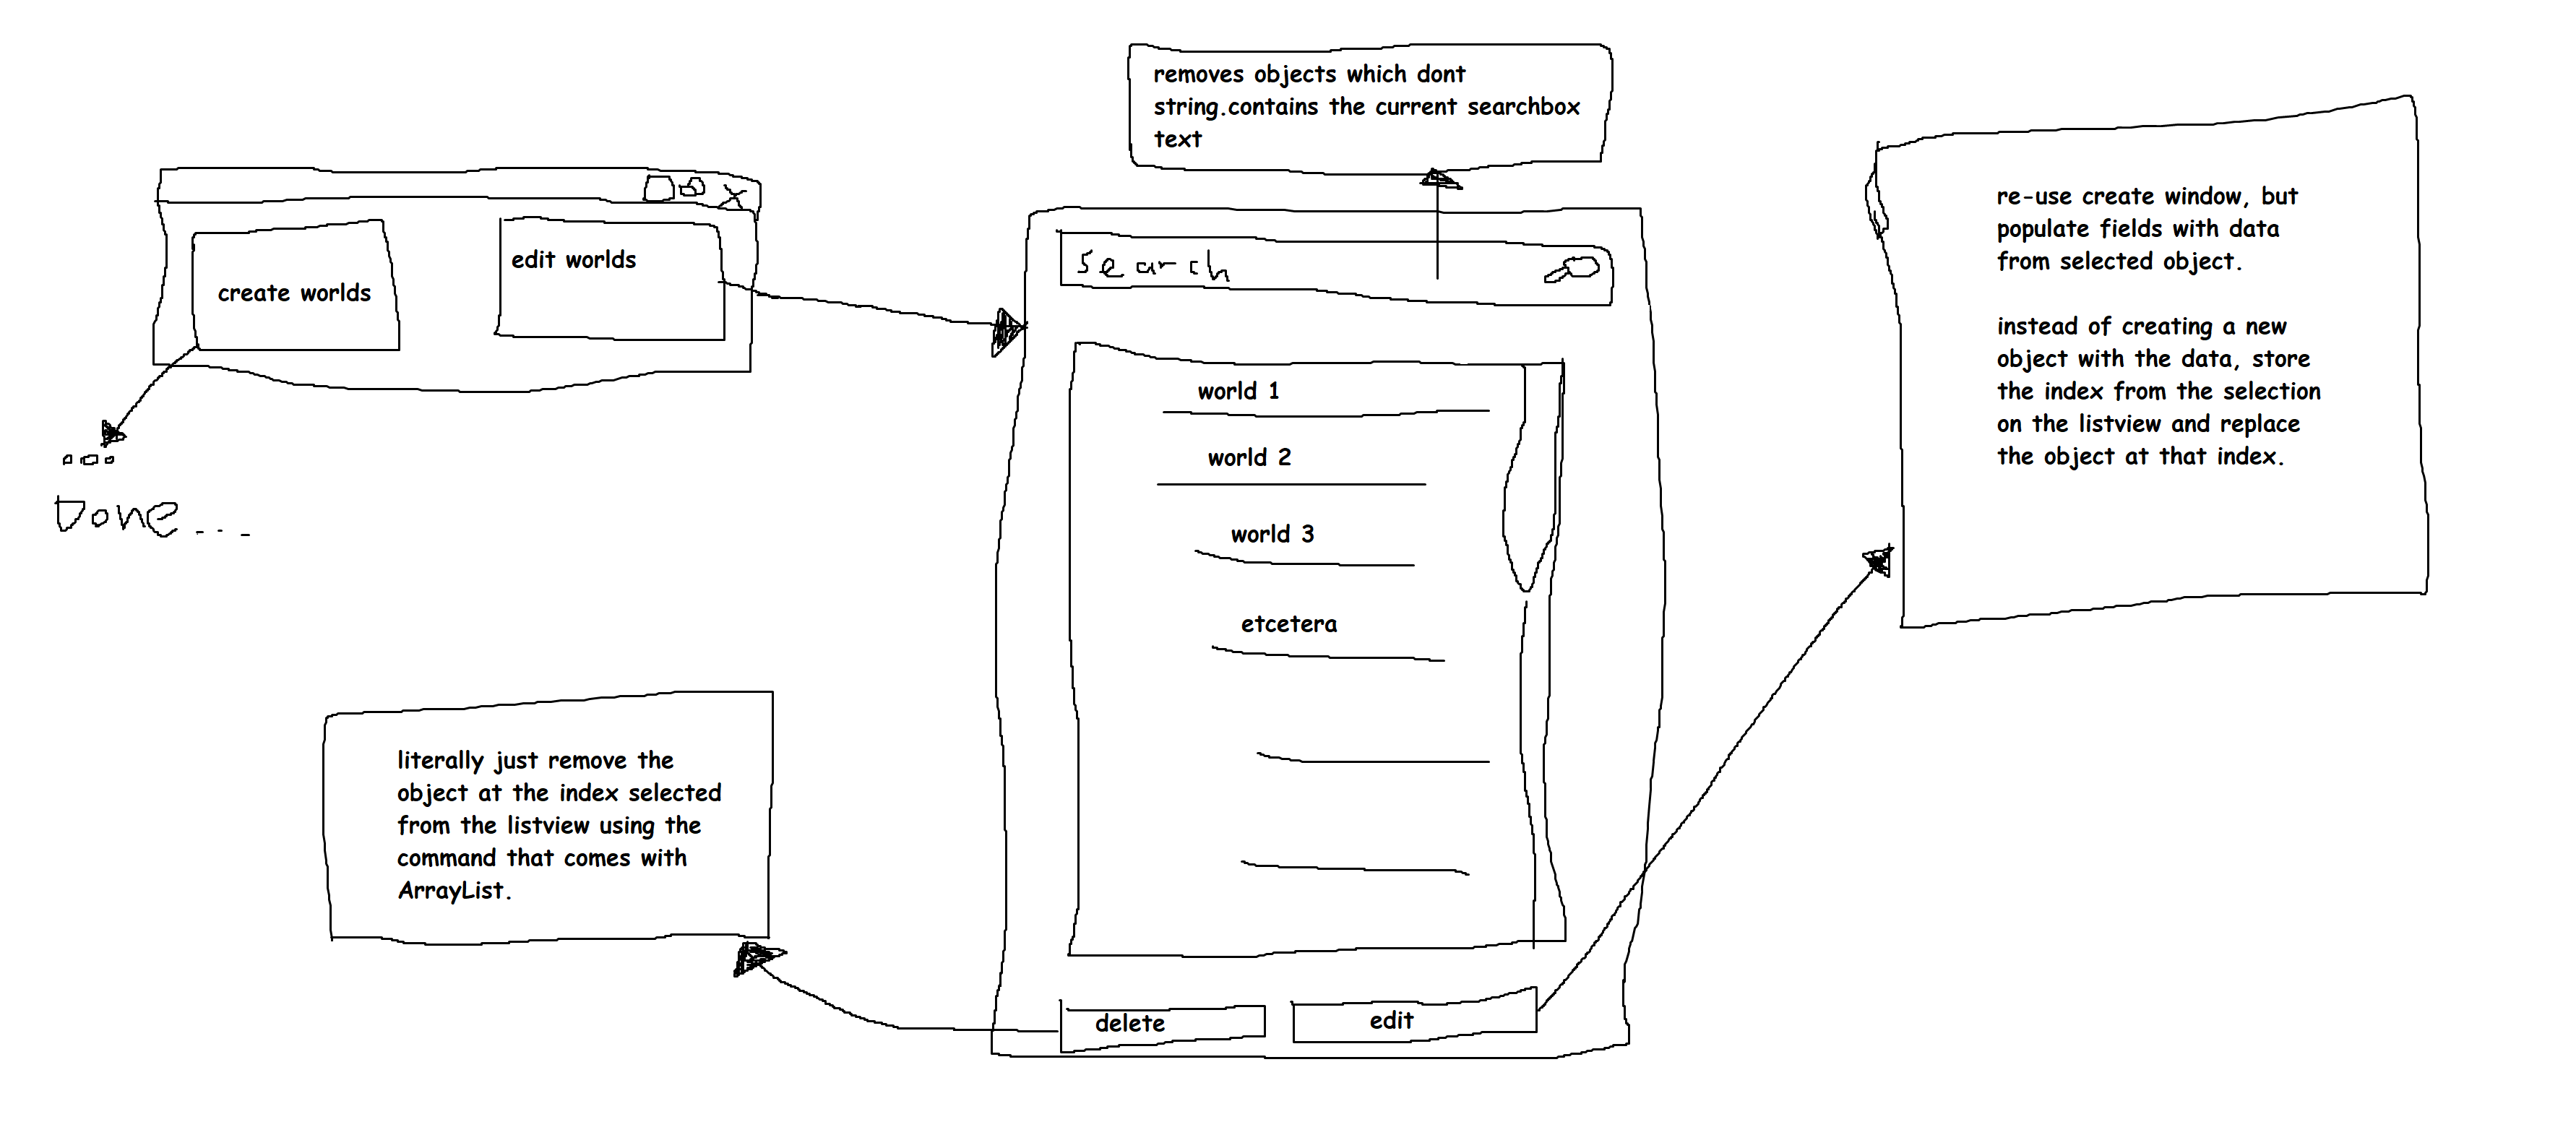 removes objects which dont
string.contains the current searchbox
text
create worlds
edit worlds
Done...
Search
world 1
world 2
world 3
etcetera
delete
edit
literally just remove the
object at the index selected
from the listview using the
command that comes with
ArrayList.
re-use create window, but
populate fields with data
from selected object.
instead of creating a new
object with the data, store
the index from the selection
on the listview and replace
the object at that index.